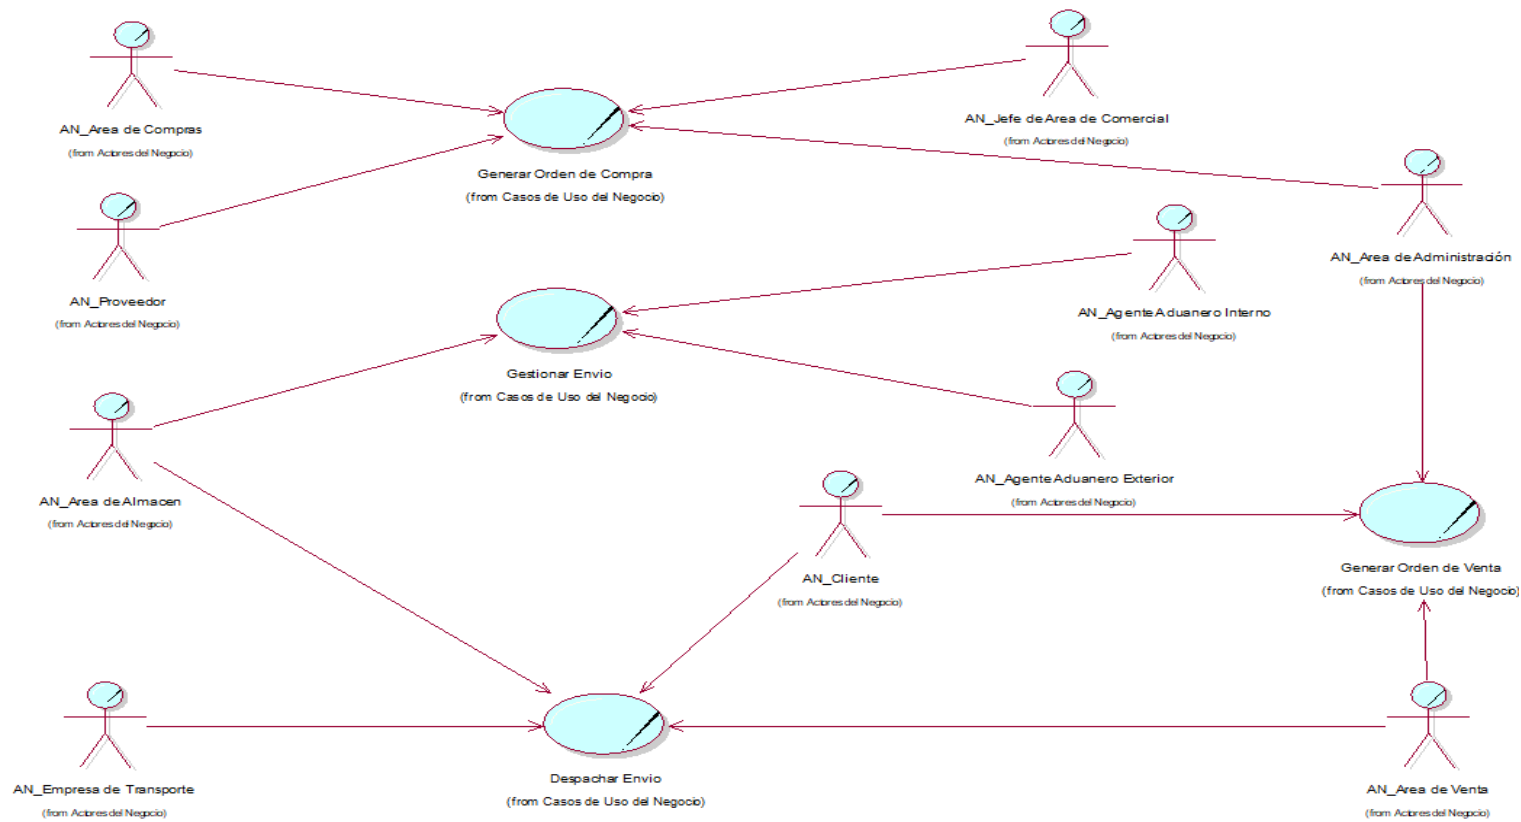 AN_Area de Compras
(from Actores del Negocio)
AN_Jefe de Area de Comercial
(from Actores del Negocio)
Generar Orden de Compra
(from Casos de Uso del Negocio)
AN_Area de Administración
(from Actores del Negocio)
AN_Proveedor
(from Actores del Negocio)
AN_Agente Aduanero Interno
(from Actores del Negocio)
Gestionar Envio
(from Casos de Uso del Negocio)
AN_Area de Almacen
(from Actores del Negocio)
AN_Agente Aduanero Exterior
(from Actores del Negocio)
AN_Cliente
(from Actores del Negocio)
Generar Orden de Venta
(from Casos de Uso del Negocio)
AN_Empresa de Transporte
(from Actores del Negocio)
Despachar Envio
(from Casos de Uso del Negocio)
AN_Area de Venta
(from Actores del Negocio)